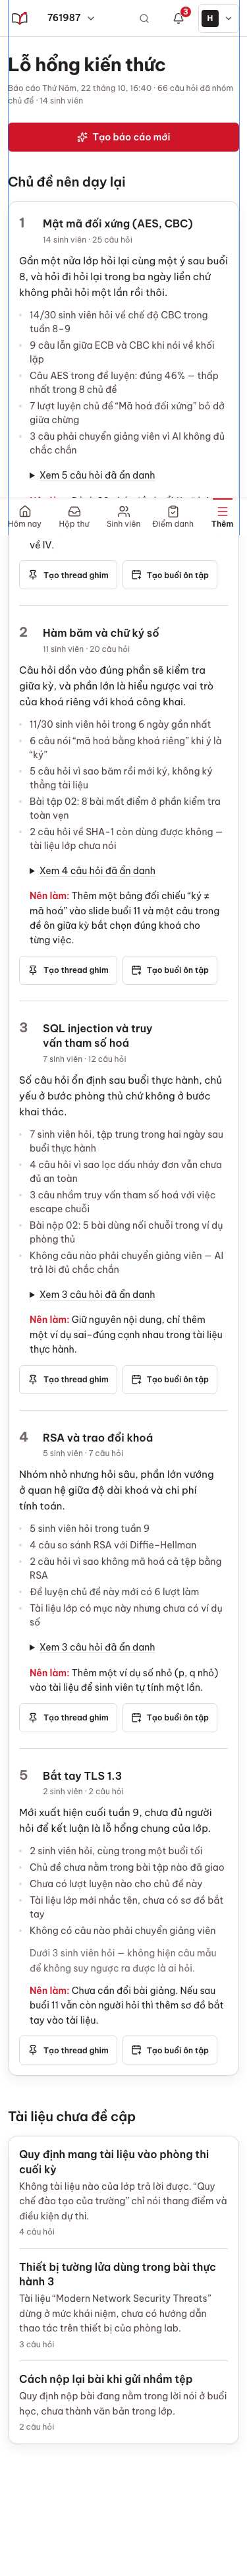 761987
3
H
Lỗ hổng kiến thức
Báo cáo Thứ Năm, 22 tháng 10, 16:40 · 66 câu hỏi đã nhóm
chủ đề · 14 sinh viên
Tạo báo cáo mới
Chủ đề nên dạy lại
1
Mật mã đối xứng (AES, CBC)
14 sinh viên · 25 câu hỏi
Gần một nửa lớp hỏi lại cùng một ý sau buổi
8, và hỏi đi hỏi lại trong ba ngày liền chứ
không phải hỏi một lần rồi thôi.
14/30 sinh viên hỏi về chế độ CBC trong
tuần 8–9
9 câu lẫn giữa ECB và CBC khi nói về khối
lặp
Câu AES trong đề luyện: đúng 46% — thấp
nhất trong 8 chủ đề
7 lượt luyện chủ đề “Mã hoá đối xứng” bỏ dở
giữa chừng
3 câu phải chuyển giảng viên vì AI không đủ
chắc chắn
Xem 5 câu hỏi đã ẩn danh
Hôm nay
Hộp thư
Sinh viên
Điểm danh
Thêm
về IV.
Tạo thread ghim
Tạo buổi ôn tập
2
Hàm băm và chữ ký số
11 sinh viên · 20 câu hỏi
Câu hỏi dồn vào đúng phần sẽ kiểm tra
giữa kỳ, và phần lớn là hiểu ngược vai trò
của khoá riêng với khoá công khai.
11/30 sinh viên hỏi trong 6 ngày gần nhất
6 câu nói “mã hoá bằng khoá riêng” khi ý là
“ký”
5 câu hỏi vì sao băm rồi mới ký, không ký
thẳng tài liệu
Bài tập 02: 8 bài mất điểm ở phần kiểm tra
toàn vẹn
2 câu hỏi về SHA-1 còn dùng được không —
tài liệu lớp chưa nói
Xem 4 câu hỏi đã ẩn danh
Nên làm: Thêm một bảng đối chiếu “ký ≠
mã hoá” vào slide buổi 11 và một câu trong
đề ôn giữa kỳ bắt chọn đúng khoá cho
từng việc.
Tạo thread ghim
Tạo buổi ôn tập
3
SQL injection và truy
vấn tham số hoá
7 sinh viên · 12 câu hỏi
Số câu hỏi ổn định sau buổi thực hành, chủ
yếu ở bước phòng thủ chứ không ở bước
khai thác.
7 sinh viên hỏi, tập trung trong hai ngày sau
buổi thực hành
4 câu hỏi vì sao lọc dấu nháy đơn vẫn chưa
đủ an toàn
3 câu nhầm truy vấn tham số hoá với việc
escape chuỗi
Bài nộp 02: 5 bài dùng nối chuỗi trong ví dụ
phòng thủ
Không câu nào phải chuyển giảng viên — AI
trả lời đủ chắc chắn
Xem 3 câu hỏi đã ẩn danh
Nên làm: Giữ nguyên nội dung, chỉ thêm
một ví dụ sai–đúng cạnh nhau trong tài liệu
thực hành.
Tạo thread ghim
Tạo buổi ôn tập
4
RSA và trao đổi khoá
5 sinh viên · 7 câu hỏi
Nhóm nhỏ nhưng hỏi sâu, phần lớn vướng
ở quan hệ giữa độ dài khoá và chi phí
tính toán.
5 sinh viên hỏi trong tuần 9
4 câu so sánh RSA với Diffie–Hellman
2 câu hỏi vì sao không mã hoá cả tệp bằng
RSA
Đề luyện chủ đề này mới có 6 lượt làm
Tài liệu lớp có mục này nhưng chưa có ví dụ
số
Xem 3 câu hỏi đã ẩn danh
Nên làm: Thêm một ví dụ số nhỏ (p, q nhỏ)
vào tài liệu để sinh viên tự tính một lần.
Tạo thread ghim
Tạo buổi ôn tập
5
Bắt tay TLS 1.3
2 sinh viên · 2 câu hỏi
Mới xuất hiện cuối tuần 9, chưa đủ người
hỏi để kết luận là lỗ hổng chung của lớp.
2 sinh viên hỏi, cùng trong một buổi tối
Chủ đề chưa nằm trong bài tập nào đã giao
Chưa có lượt luyện nào cho chủ đề này
Tài liệu lớp mới nhắc tên, chưa có sơ đồ bắt
tay
Không có câu nào phải chuyển giảng viên
Dưới 3 sinh viên hỏi — không hiện câu mẫu
để không suy ngược ra được là ai hỏi.
Nên làm: Chưa cần đổi bài giảng. Nếu sau
buổi 11 vẫn còn người hỏi thì thêm sơ đồ bắt
tay vào tài liệu.
Tạo thread ghim
Tạo buổi ôn tập
Tài liệu chưa đề cập
Quy định mang tài liệu vào phòng thi
cuối kỳ
Không tài liệu nào của lớp trả lời được. “Quy
chế đào tạo của trường” chỉ nói thang điểm và
điều kiện dự thi.
4 câu hỏi
Thiết bị tường lửa dùng trong bài thực
hành 3
Tài liệu “Modern Network Security Threats”
dừng ở mức khái niệm, chưa có hướng dẫn
thao tác trên thiết bị của phòng lab.
3 câu hỏi
Cách nộp lại bài khi gửi nhầm tệp
Quy định nộp bài đang nằm trong lời nói ở buổi
học, chưa thành văn bản trong lớp.
2 câu hỏi